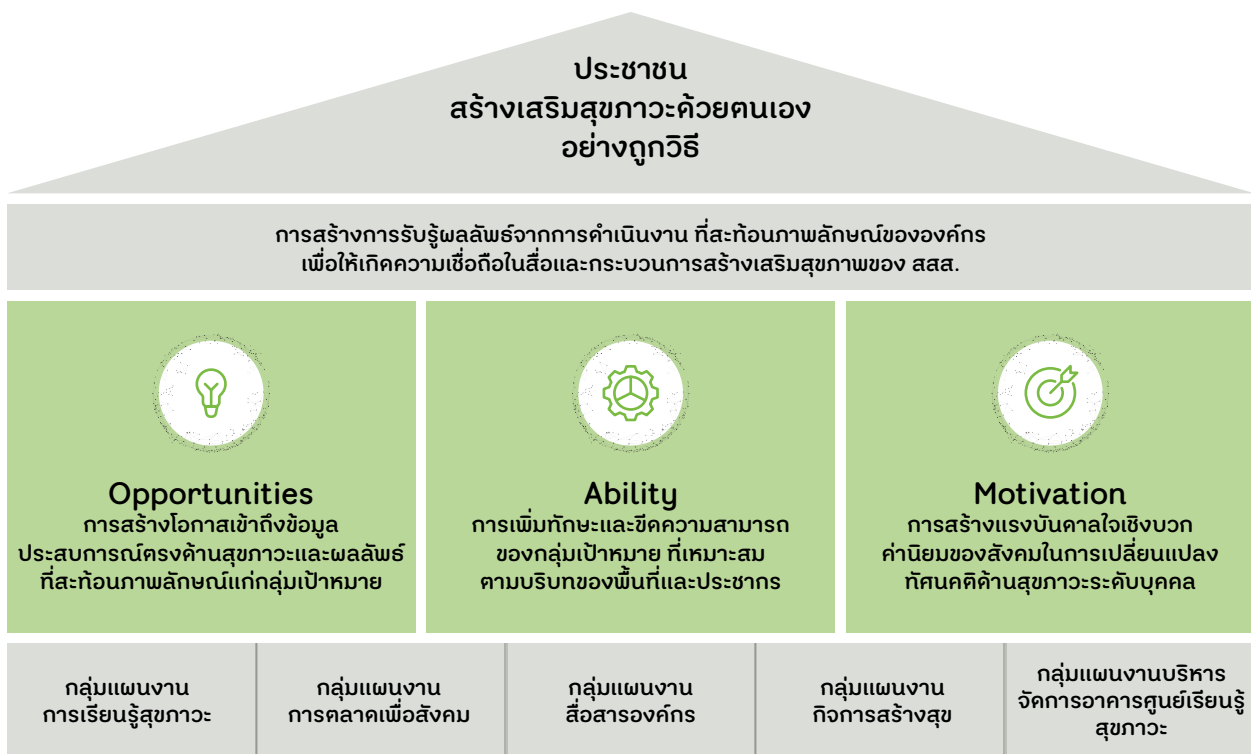 ประชาชน
สร้างเสริมสุขภาวะด้วยตนเอง
อย่างถูกวิธี
การสร้างการรับรู้ผลลัพธ์จากการดำเนินงาน ที่สะท้อนภาพลักษณ์ขององค์กร
เพื่อให้เกิดความเชื่อถือในสื่อและกระบวนการสร้างเสริมสุขภาพของ สสส.
Opportunities
การสร้างโอกาสเข้าถึงข้อมูล
ประสบการณ์ตรงด้านสุขภาวะและผลลัพธ์
ที่สะท้อนภาพลักษณ์แก่กลุ่มเป้าหมาย
Ability
การเพิ่มทักษะและขีดความสามารถ
ของกลุ่มเป้าหมาย ที่เหมาะสม
ตามบริบทของพื้นที่และประชากร
Motivation
การสร้างแรงบันดาลใจเชิงบวก
ค่านิยมของสังคมในการเปลี่ยนแปลง
ทัศนคติด้านสุขภาวะระดับบุคคล
กลุ่มแผนงาน
การเรียนรู้สุขภาวะ
กลุ่มแผนงาน
การตลาดเพื่อสังคม
กลุ่มแผนงาน
สื่อสารองค์กร
กลุ่มแผนงาน
กิจการสร้างสุข
กลุ่มแผนงานบริหาร
จัดการอาคารศูนย์เรียนรู้
สุขภาวะ